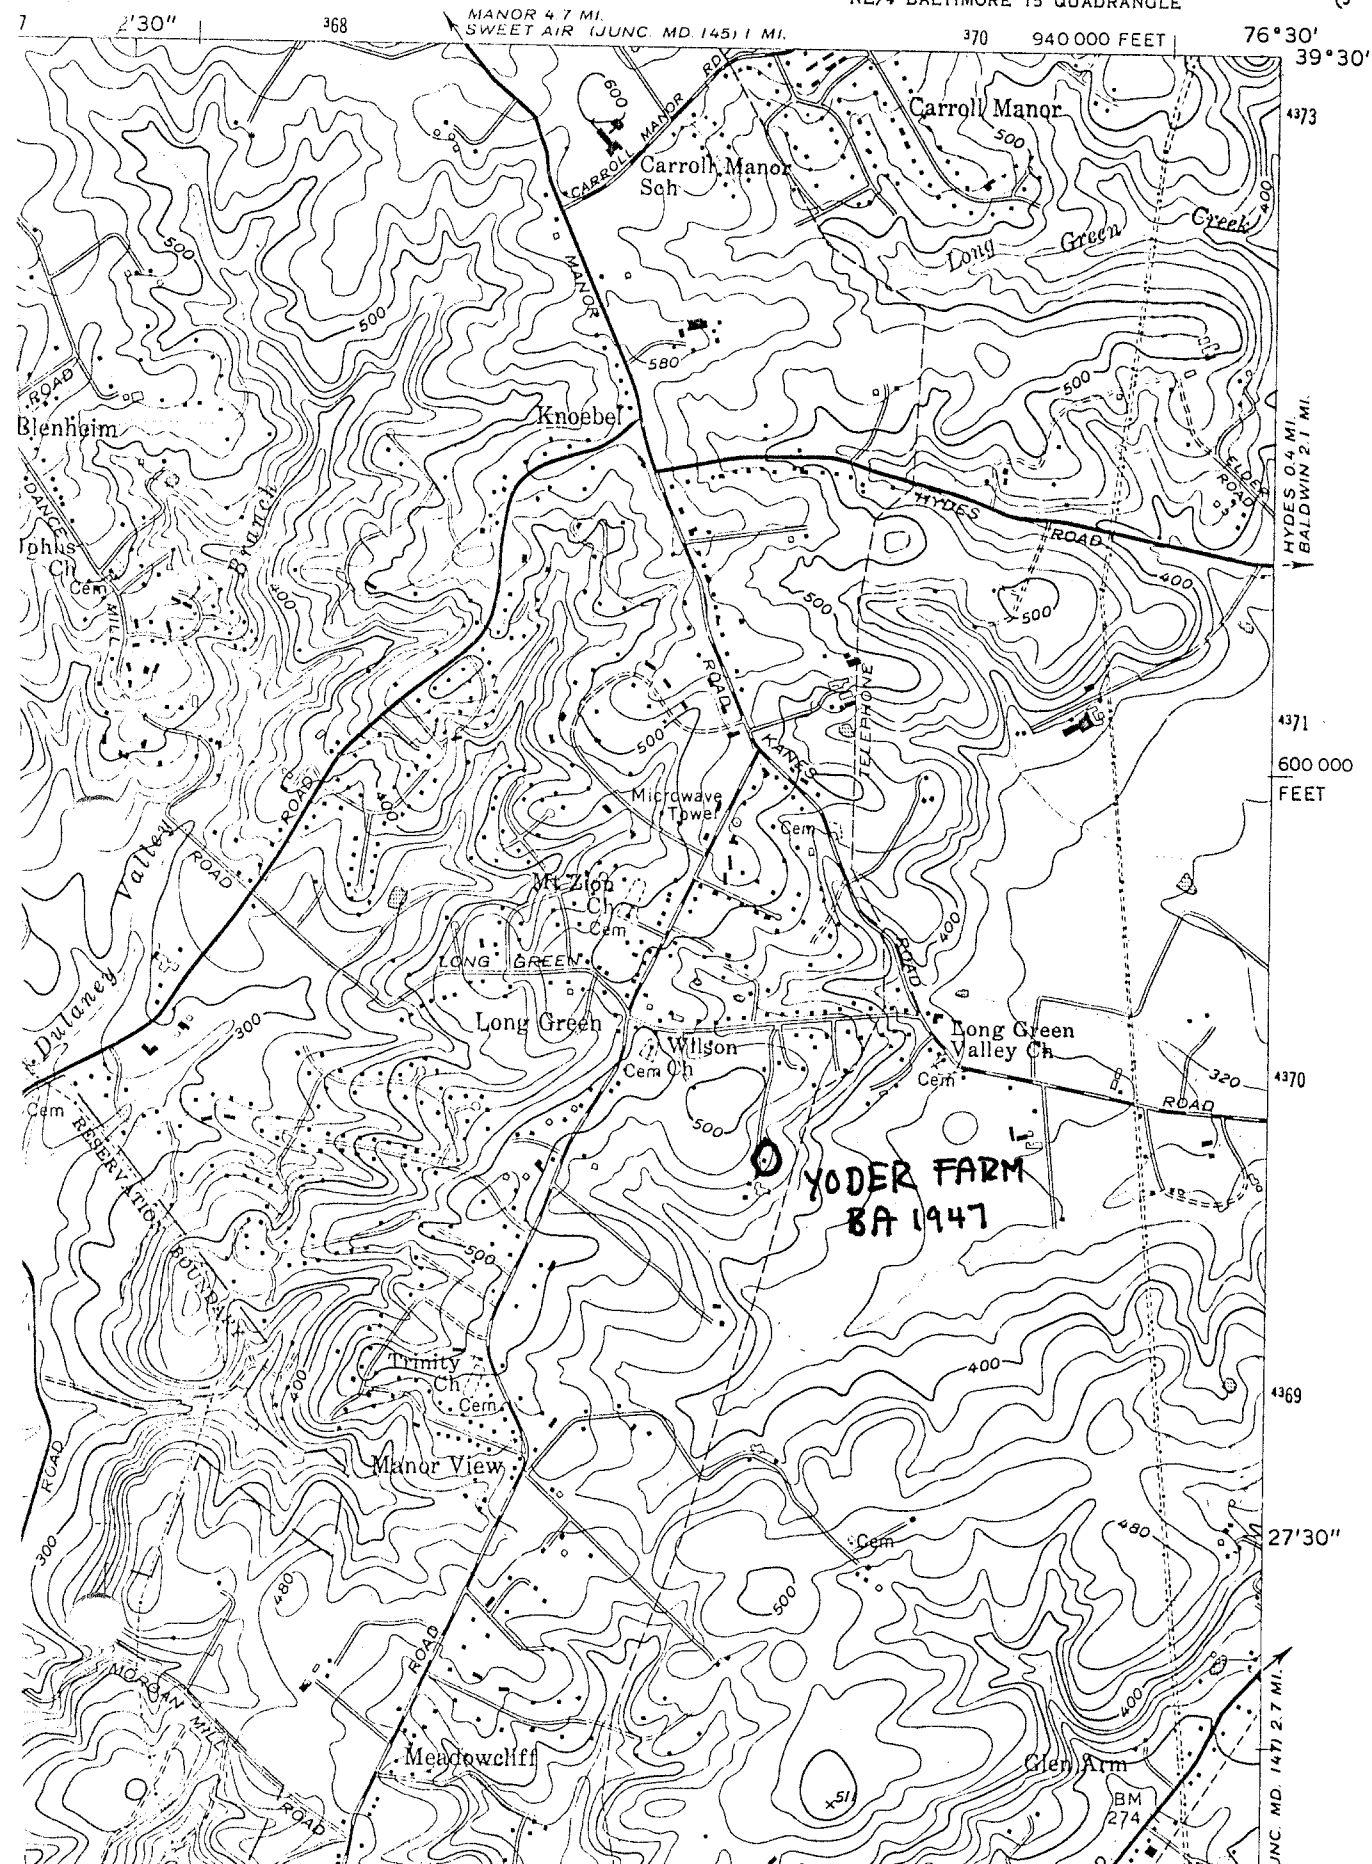 NE/4 BALTIMORE 15' QUADRANGLE
7
2'30"
368
MANOR 4.7 MI.
SWEET AIR (JUNC. MD. 145) 1 MI.
370
940 000 FEET
76°30'
39°30'
4373
600
CARROLL MANOR RD
Carroll Manor
Carroll Manor
Sch
500
400
Long Green Creek
500
MANOR
500
580
500
ROAD
Knoebel
Blenheim
HYDES 0.4 MI.
BALDWIN 2.1 MI.
ELDER
ROAD
HYDES ROAD
DANCE
MILL
Ch
Cem
Branch
400
500
400
500
ROAD
TELEPHONE
4371
500
KANES
600 000
FEET
Microwave
Tower
Cem
ROAD
400
Valley
ROAD
Mt Zion
Ch
Cem
400
ROAD
LONG GREEN
Dulaney
300
Long Green
Wilson
Ch
Cem
Long Green
Valley Ch
Cem
320
4370
ROAD
Cem
500
RESERVATION BOUNDARY
YODER FARM
BA 1947
500
400
Trinity
Ch
Cem
400
4369
ROAD
Manor View
300
Cem
480
27'30"
480
500
ROAD
MORGAN MILL ROAD
400
Meadowcliff
Glen Arm
511
BM
274
JUNC. MD. 147) 2.7 MI.